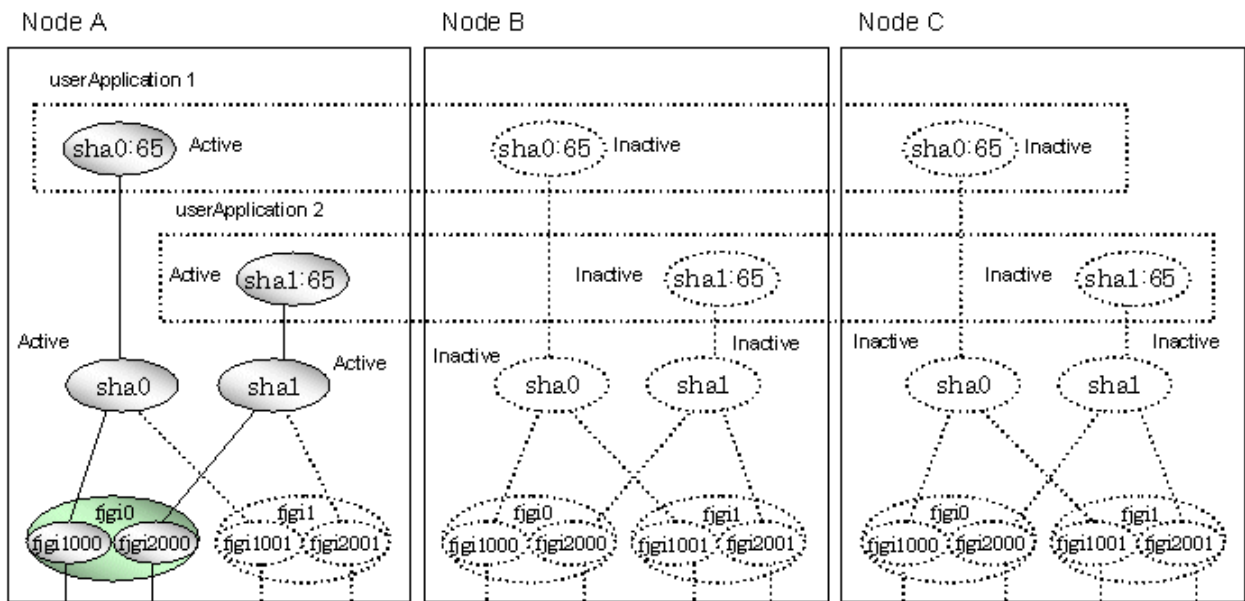 Node A
Node B
Node C
userApplication 1
sha0:65
Active
sha0:65
Inactive
sha0:65
Inactive
userApplication 2
Active
sha1:65
Inactive
sha1:65
Inactive
sha1:65
Active
sha0
Active
sha1
Inactive
sha0
Inactive
sha1
Inactive
sha0
Inactive
sha1
fjgi0
fjgi1000
fjgi2000
fjgi1
fjgi1001
fjgi2001
fjgi0
fjgi1000
fjgi2000
fjgi1
fjgi1001
fjgi2001
fjgi0
fjgi1000
fjgi2000
fjgi1
fjgi1001
fjgi2001